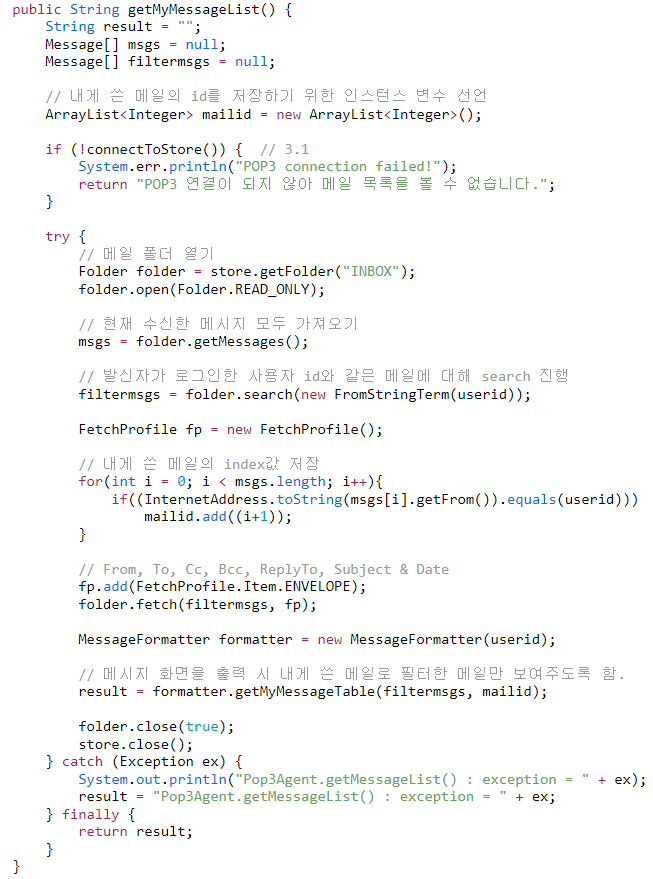 public String getMyMessageList() {
    String result = "";
    Message[] msgs = null;
    Message[] filtermsgs = null;

    // 내게 쓴 메일의 id를 저장하기 위한 인스턴스 변수 선언
    ArrayList<Integer> mailid = new ArrayList<Integer>();

    if (!connectToStore()) {  // 3.1
        System.err.println("POP3 connection failed!");
        return "POP3 연결이 되지 않아 메일 목록을 볼 수 없습니다.";
    }

    try {
        // 메일 폴더 열기
        Folder folder = store.getFolder("INBOX");
        folder.open(Folder.READ_ONLY);

        // 현재 수신한 메시지 모두 가져오기
        msgs = folder.getMessages();

        // 발신자가 로그인한 사용자 id와 같은 메일에 대해 search 진행
        filtermsgs = folder.search(new FromStringTerm(userid));

        FetchProfile fp = new FetchProfile();

        // 내게 쓴 메일의 index값 저장
        for(int i = 0; i < msgs.length; i++){
            if((InternetAddress.toString(msgs[i].getFrom()).equals(userid)))
                mailid.add((i+1));
        }

        // From, To, Cc, Bcc, ReplyTo, Subject & Date
        fp.add(FetchProfile.Item.ENVELOPE);
        folder.fetch(filtermsgs, fp);

        MessageFormatter formatter = new MessageFormatter(userid);

        // 메시지 화면을 출력 시 내게 쓴 메일로 필터한 메일만 보여주도록 함.
        result = formatter.getMyMessageTable(filtermsgs, mailid);

        folder.close(true);
        store.close();
    } catch (Exception ex) {
        System.out.println("Pop3Agent.getMessageList() : exception = " + ex);
        result = "Pop3Agent.getMessageList() : exception = " + ex;
    } finally {
        return result;
    }
}